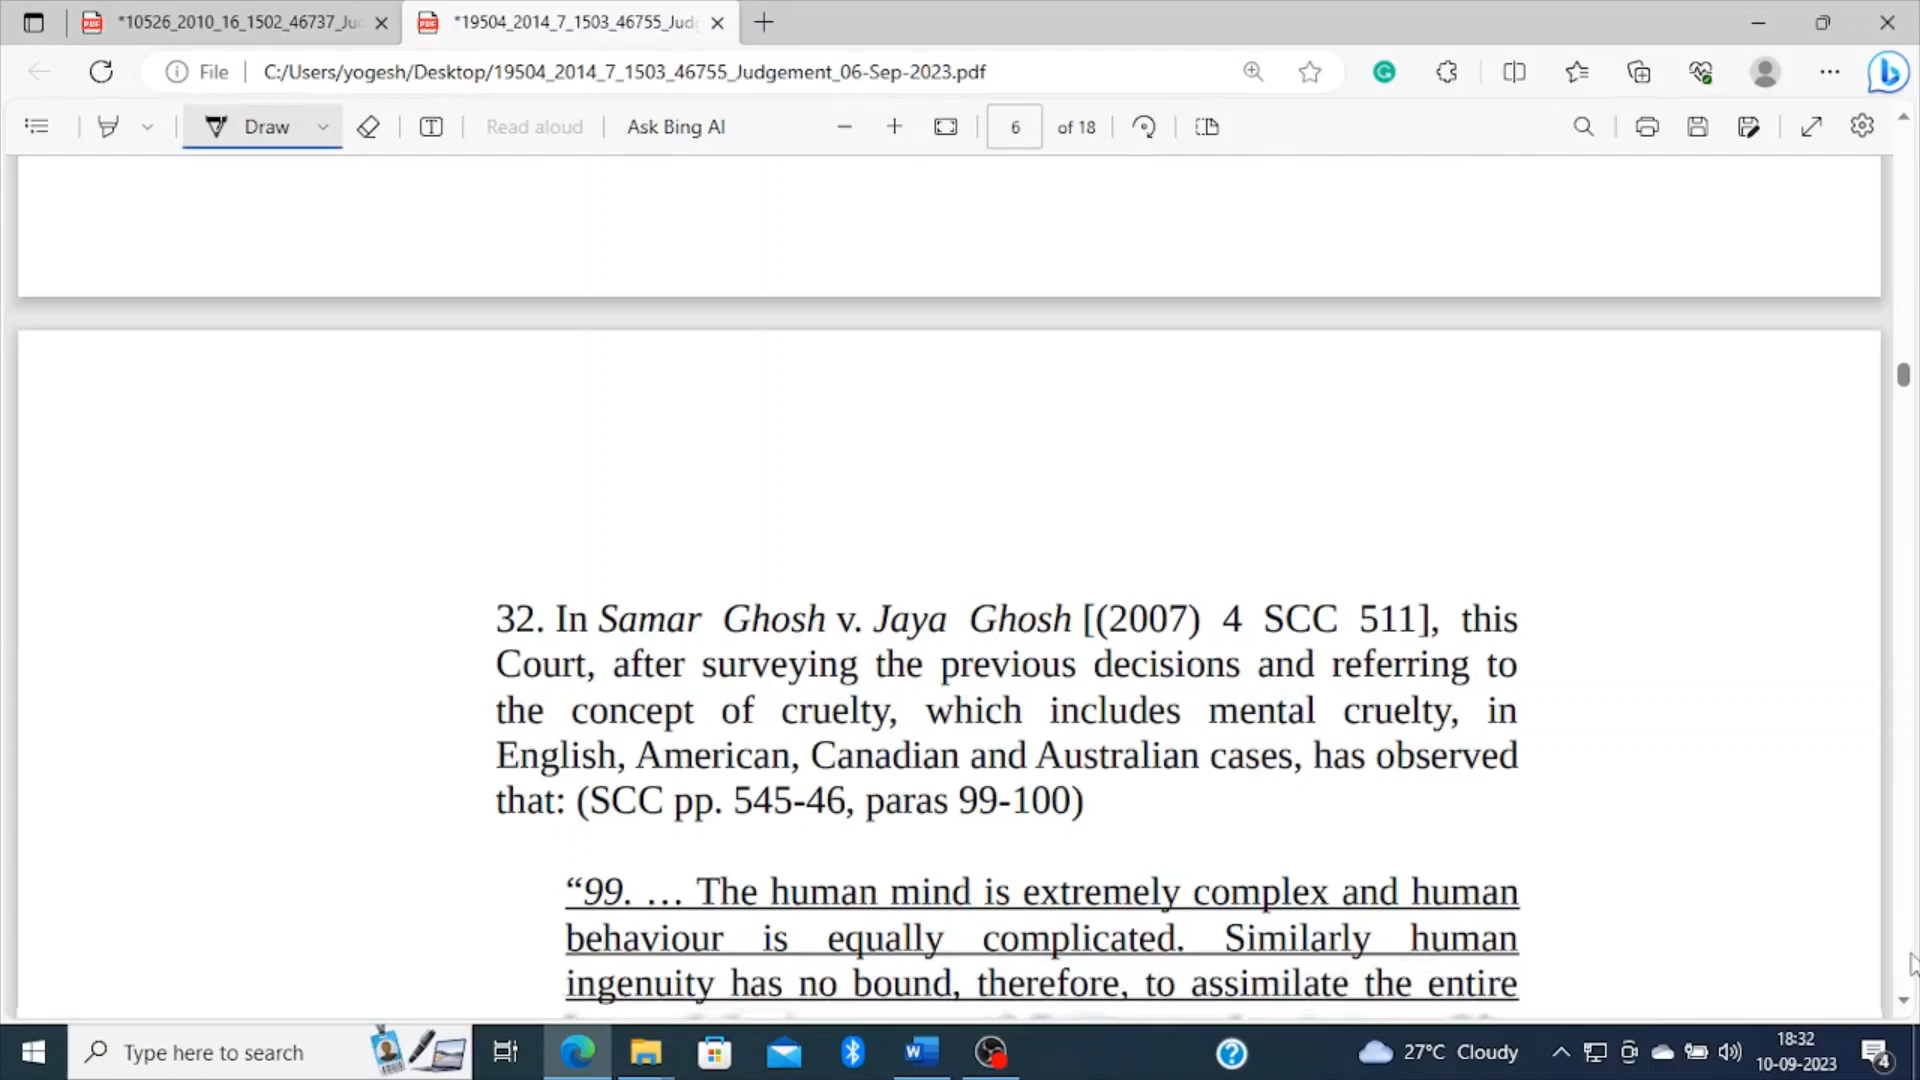 *10526_2010_16_1502_46737_Ju
*19504_2014_7_1503_46755_Jud
File
C:/Users/yogesh/Desktop/19504_2014_7_1503_46755_Judgement_06-Sep-2023.pdf
Draw
Read aloud
Ask Bing AI
6
of 18
32. In Samar Ghosh v. Jaya Ghosh [(2007) 4 SCC 511], this
Court, after surveying the previous decisions and referring to
the concept of cruelty, which includes mental cruelty, in
English, American, Canadian and Australian cases, has observed
that: (SCC pp. 545-46, paras 99-100)
“99. … The human mind is extremely complex and human
behaviour is equally complicated. Similarly human
ingenuity has no bound, therefore, to assimilate the entire
Type here to search
27°C Cloudy
18:32
10-09-2023
4